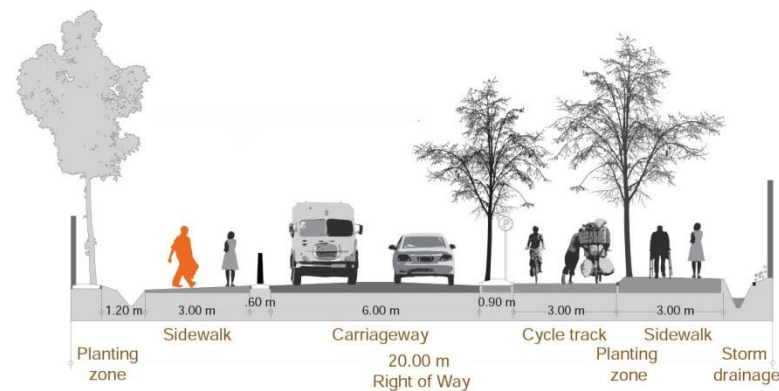 1.20 m 3.00 m .60 m 6.00 m 0.90 m 3.00 m 3.00 m
Sidewalk Carriageway Cycle track Sidewalk
Planting zone 20.00 m Planting zone Storm drainage
Right of Way